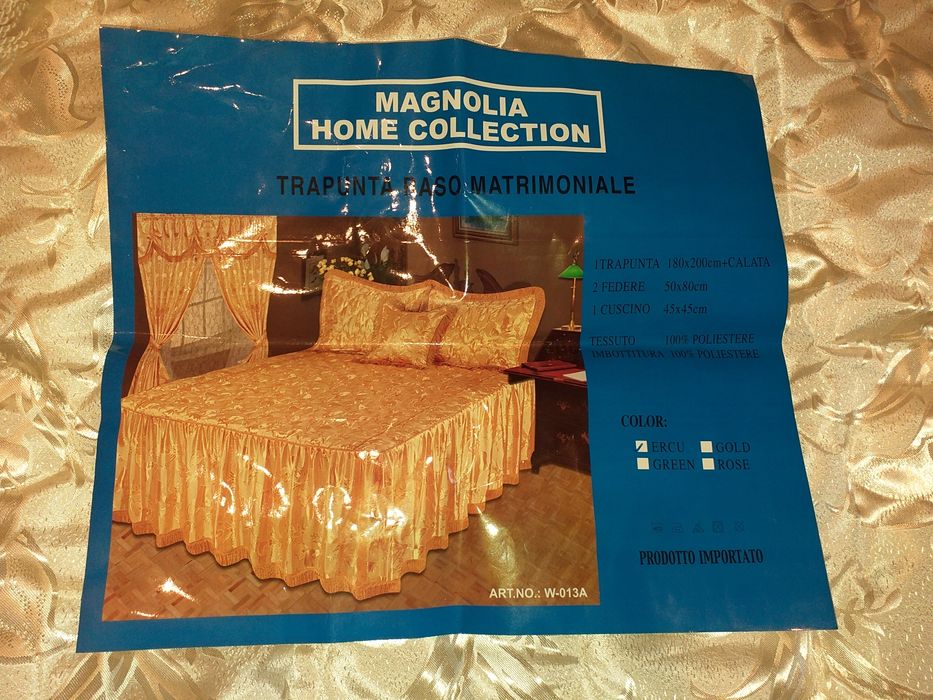 MAGNOLIA
HOME COLLECTION
TRAPUNTA RASO MATRIMONIALE
1 TRAPUNTA 180x200cm+CALATA
2 FEDERE 50x80cm
1 CUSCINO 45x45cm
TESSUTO 100% POLIESTERE
IMBOTTITURA 100% POLIESTERE
COLOR:
ERCU GOLD
GREEN ROSE
PRODOTTO IMPORTATO
ART.NO.: W-013A